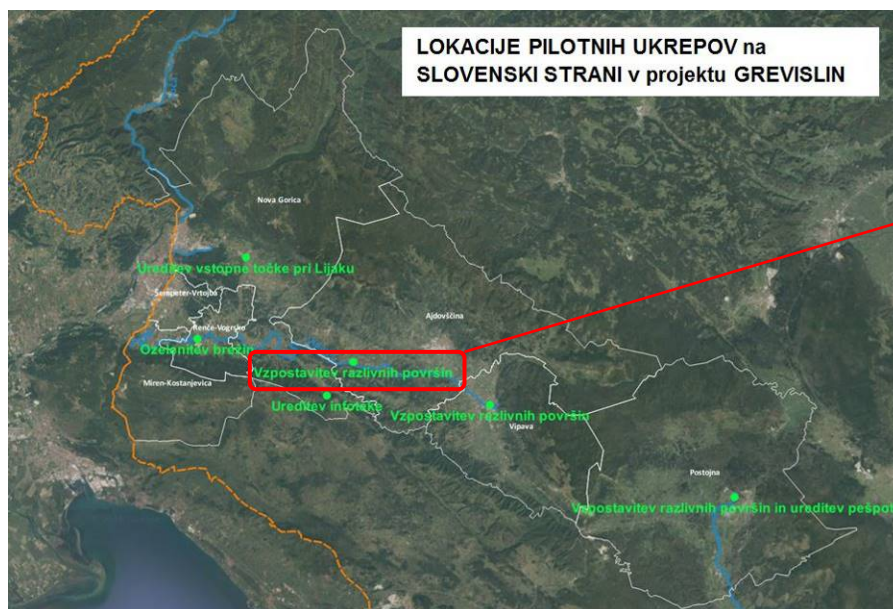 LOKACIJE PILOTNIH UKREPOV na
SLOVENSKI STRANI v projektu GREVISLIN
Nova Gorica
Ureditev vstopne točke pri Lijaku
Šempeter-Vrtojba
Ajdovščina
Renče-Vogrsko
Ozelenitev brežin
Vzpostavitev razlivnih površin
Miren-Kostanjevica
Ureditev infoteke
Vzpostavitev razlivnih površin
Vipava
Postojna
Vzpostavitev razlivnih površin in ureditev pešpot